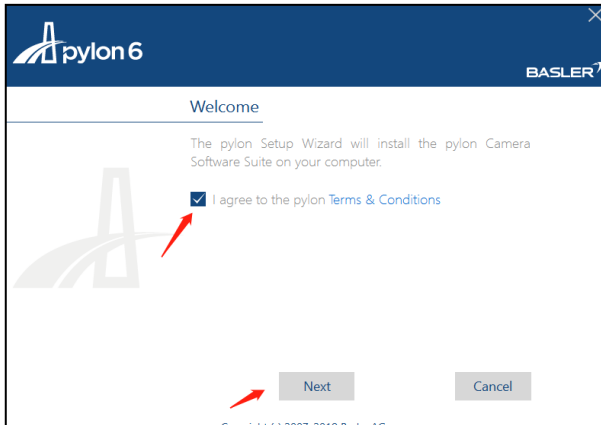 pylon 6
BASLER
Welcome
The pylon Setup Wizard will install the pylon Camera
Software Suite on your computer.
I agree to the pylon Terms & Conditions
Next
Cancel